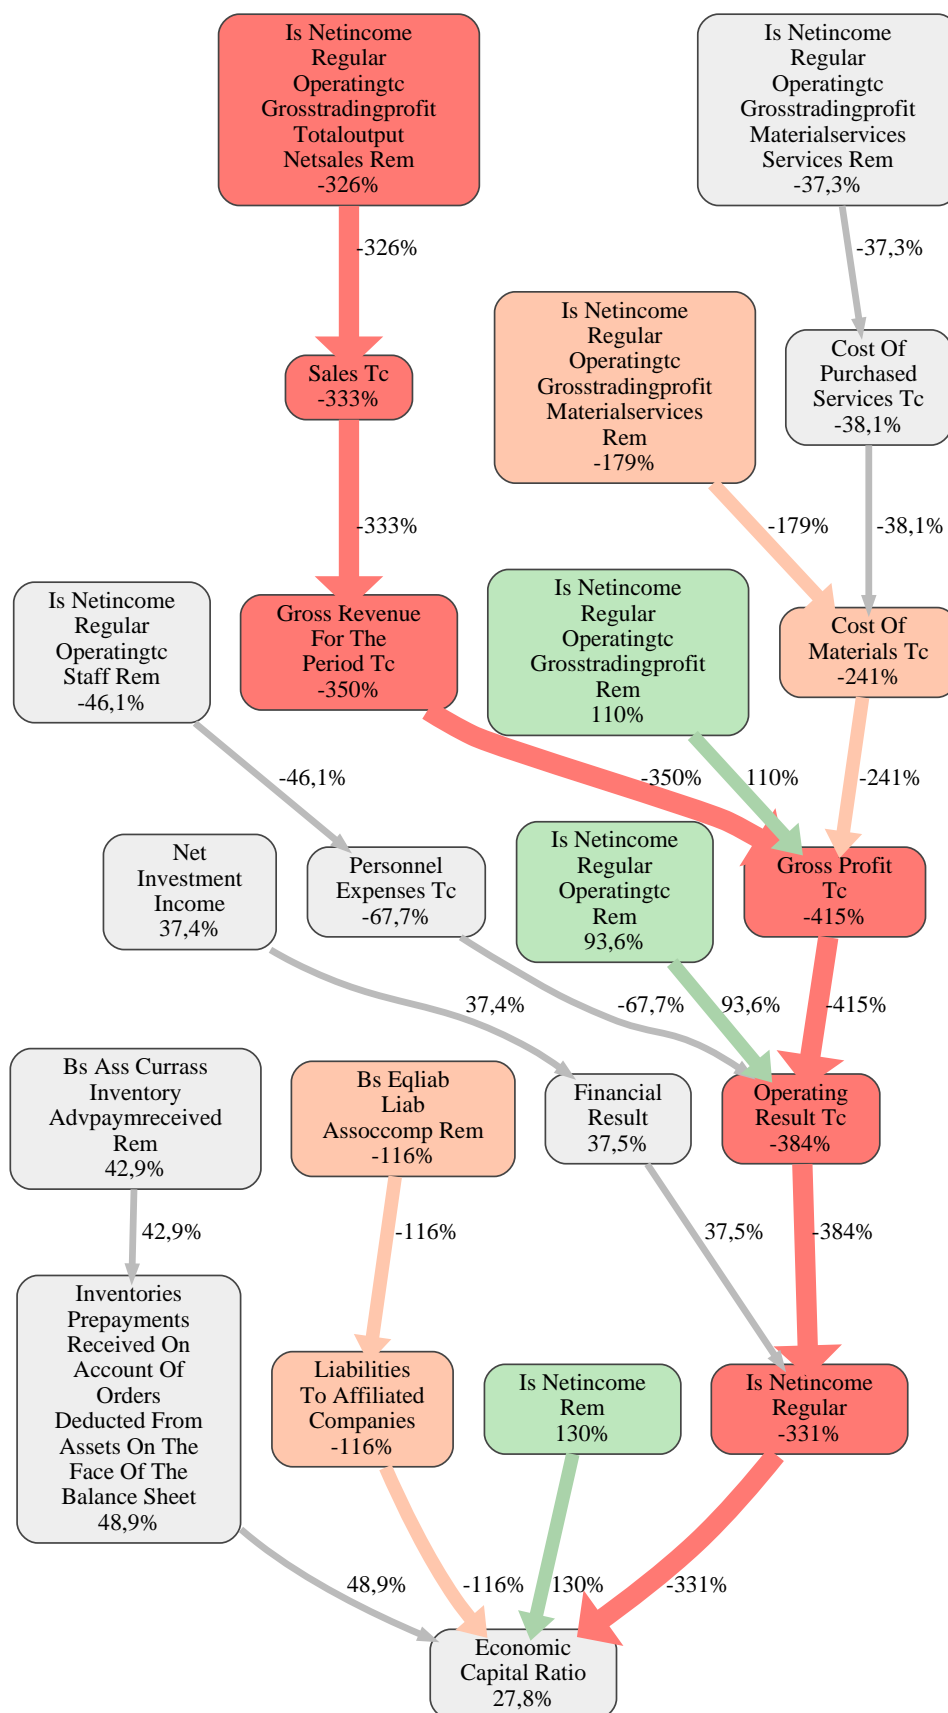 Is Netincome
Regular
Operatingtc
Grosstradingprofit
Totaloutput
Netsales Rem
-326%
Is Netincome
Regular
Operatingtc
Grosstradingprofit
Materialservices
Services Rem
-37,3%
-326%
-37,3%
Is Netincome
Regular
Operatingtc
Grosstradingprofit
Materialservices
Rem
-179%
Sales Tc
-333%
Cost Of
Purchased
Services Tc
-38,1%
-333%
-179%
-38,1%
Is Netincome
Regular
Operatingtc
Staff Rem
-46,1%
Gross Revenue
For The
Period Tc
-350%
Is Netincome
Regular
Operatingtc
Grosstradingprofit
Rem
110%
Cost Of
Materials Tc
-241%
-46,1%
-350%
110%
-241%
Net
Investment
Income
37,4%
Personnel
Expenses Tc
-67,7%
Is Netincome
Regular
Operatingtc
Rem
93,6%
Gross Profit
Tc
-415%
37,4%
-67,7%
93,6%
-415%
Bs Ass Currass
Inventory
Advpaymreceived
Rem
42,9%
Bs Eqliab
Liab
Assoccomp Rem
-116%
Financial
Result
37,5%
Operating
Result Tc
-384%
42,9%
-116%
37,5%
-384%
Inventories
Prepayments
Received On
Account Of
Orders
Deducted From
Assets On The
Face Of The
Balance Sheet
48,9%
Liabilities
To Affiliated
Companies
-116%
Is Netincome
Rem
130%
Is Netincome
Regular
-331%
48,9%
-116%
130%
-331%
Economic
Capital Ratio
27,8%